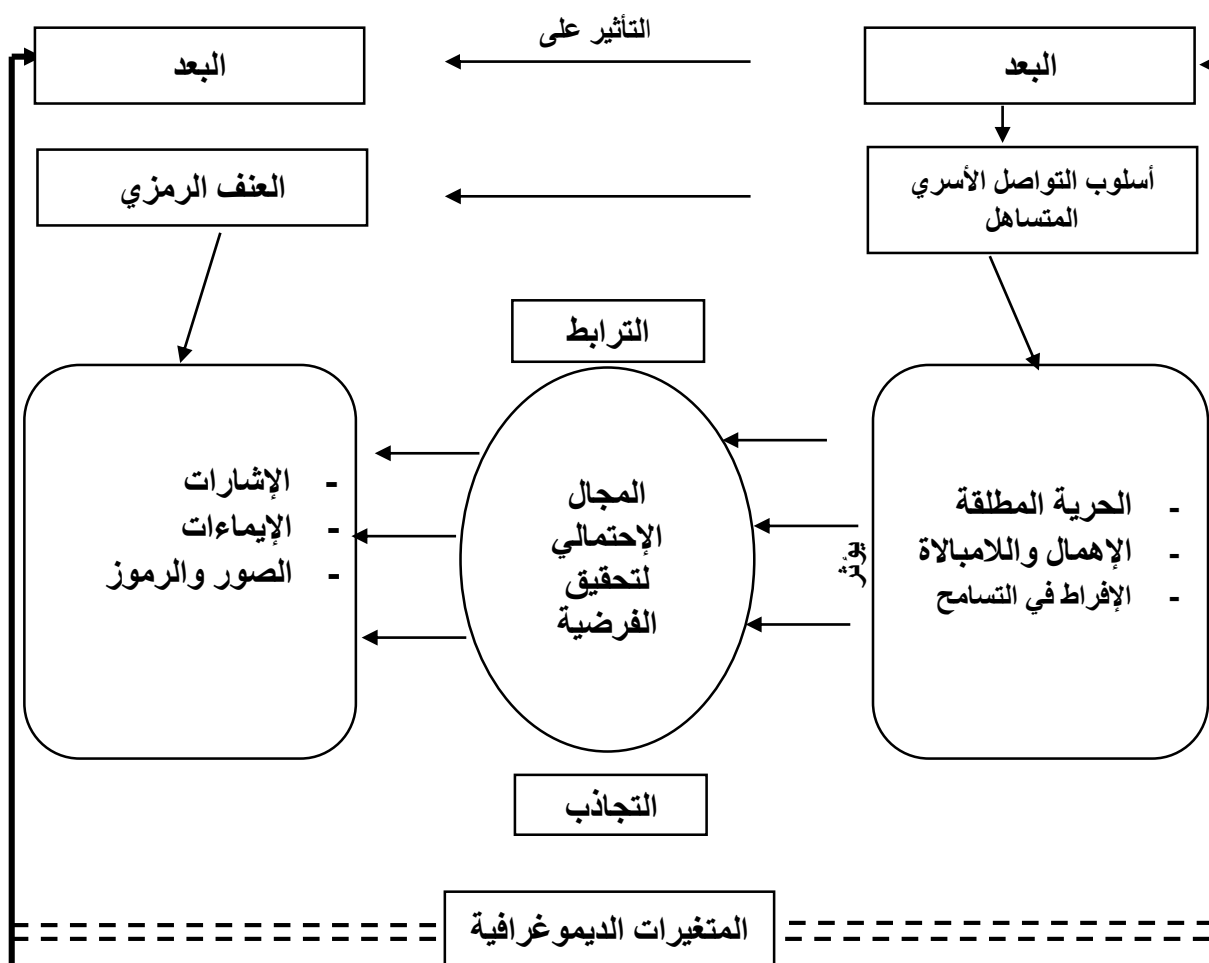 البعد
التأثير على
البعد
أسلوب التواصل الأسري
المتساهل
العنف الرمزي
الترابط
- الحرية المطلقة
- الإهمال واللامبالاة
- الإفراط في التسامح
يؤثر
المجال
الإحتمالي
لتحقيق
الفرضية
- الإشارات
- الإيماءات
- الصور والرموز
التجاذب
المتغيرات الديموغرافية